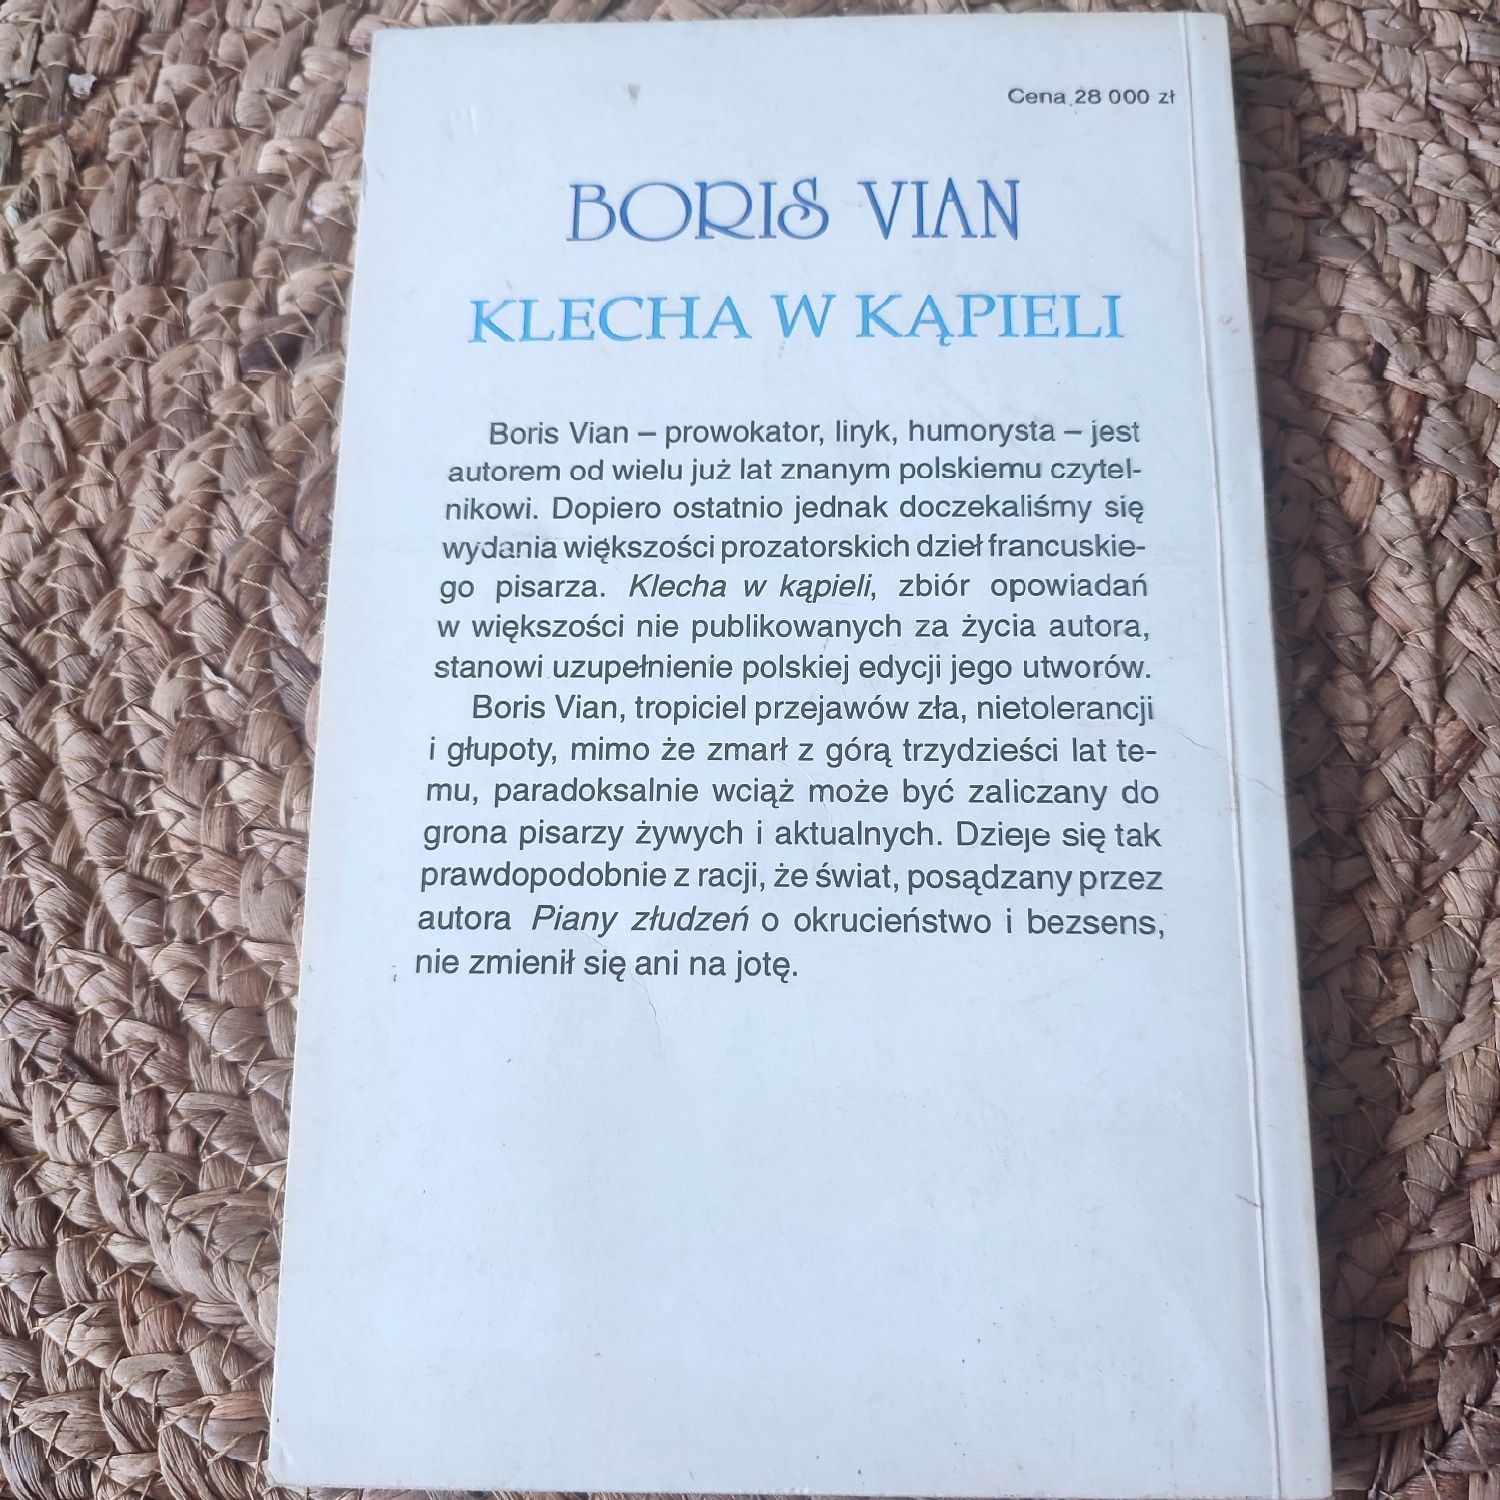 Cena 28 000 zł
BORIS VIAN
KLECHA W KĄPIELI
Boris Vian – prowokator, liryk, humorysta – jest
autorem od wielu już lat znanym polskiemu czytel-
nikowi. Dopiero ostatnio jednak doczekaliśmy się
wydania większości prozatorskich dzieł francuskie-
go pisarza. Klecha w kąpieli, zbiór opowiadań
w większości nie publikowanych za życia autora,
stanowi uzupełnienie polskiej edycji jego utworów.
Boris Vian, tropiciel przejawów zła, nietolerancji
i głupoty, mimo że zmarł z górą trzydzieści lat te-
mu, paradoksalnie wciąż może być zaliczany do
grona pisarzy żywych i aktualnych. Dzieje się tak
prawdopodobnie z racji, że świat, posądzany przez
autora Piany złudzeń o okrucieństwo i bezsens,
nie zmienił się ani na jotę.